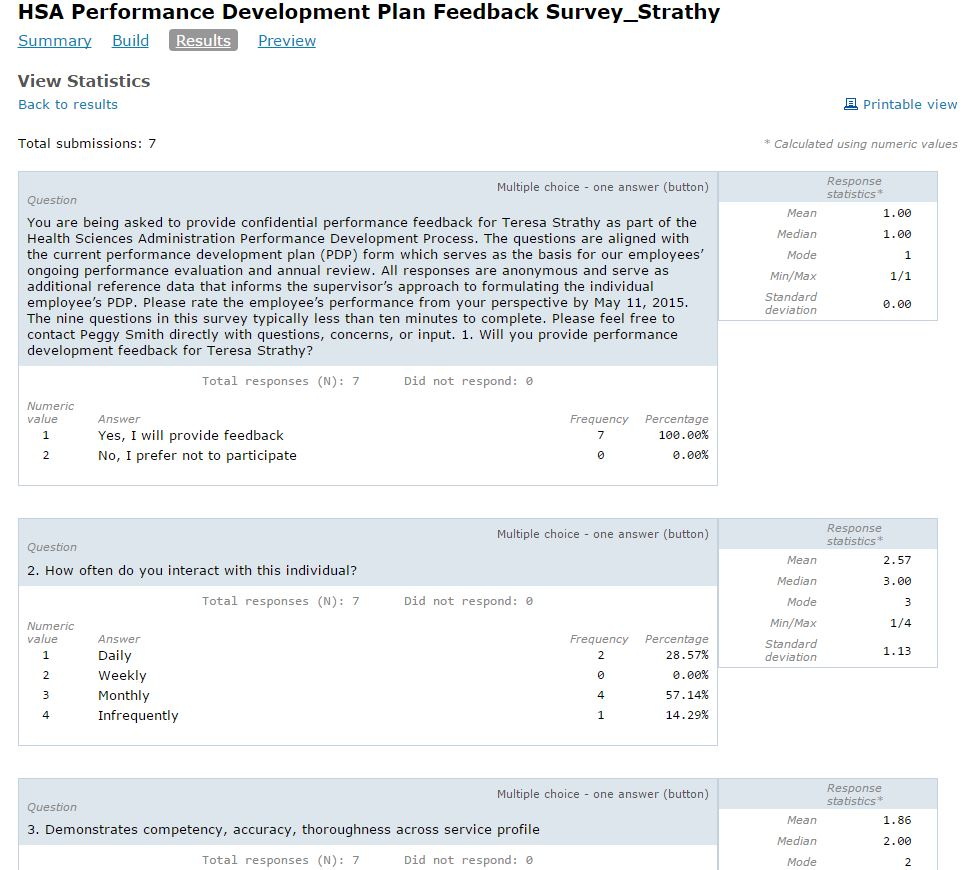 HSA Performance Development Plan Feedback Survey_Strathy
Summary Build Results Preview
View Statistics
Back to results Printable view
Total submissions: 7 * Calculated using numeric values
Multiple choice - one answer (button)
Question
You are being asked to provide confidential performance feedback for Teresa Strathy as part of the
Health Sciences Administration Performance Development Process. The questions are aligned with
the current performance development plan (PDP) form which serves as the basis for our employees’
ongoing performance evaluation and annual review. All responses are anonymous and serve as
additional reference data that informs the supervisor’s approach to formulating the individual
employee’s PDP. Please rate the employee’s performance from your perspective by May 11, 2015.
The nine questions in this survey typically less than ten minutes to complete. Please feel free to
contact Peggy Smith directly with questions, concerns, or input. 1. Will you provide performance
development feedback for Teresa Strathy?
Total responses (N): 7 Did not respond: 0
Numeric
value Answer Frequency Percentage
1 Yes, I will provide feedback 7 100.00%
2 No, I prefer not to participate 0 0.00%
Response
statistics*
Mean 1.00
Median 1.00
Mode 1
Min/Max 1/1
Standard
deviation 0.00
Multiple choice - one answer (button)
Question
2. How often do you interact with this individual?
Total responses (N): 7 Did not respond: 0
Numeric
value Answer Frequency Percentage
1 Daily 2 28.57%
2 Weekly 0 0.00%
3 Monthly 4 57.14%
4 Infrequently 1 14.29%
Response
statistics*
Mean 2.57
Median 3.00
Mode 3
Min/Max 1/4
Standard
deviation 1.13
Multiple choice - one answer (button)
Question
3. Demonstrates competency, accuracy, thoroughness across service profile
Total responses (N): 7 Did not respond: 0
Response
statistics*
Mean 1.86
Median 2.00
Mode 2